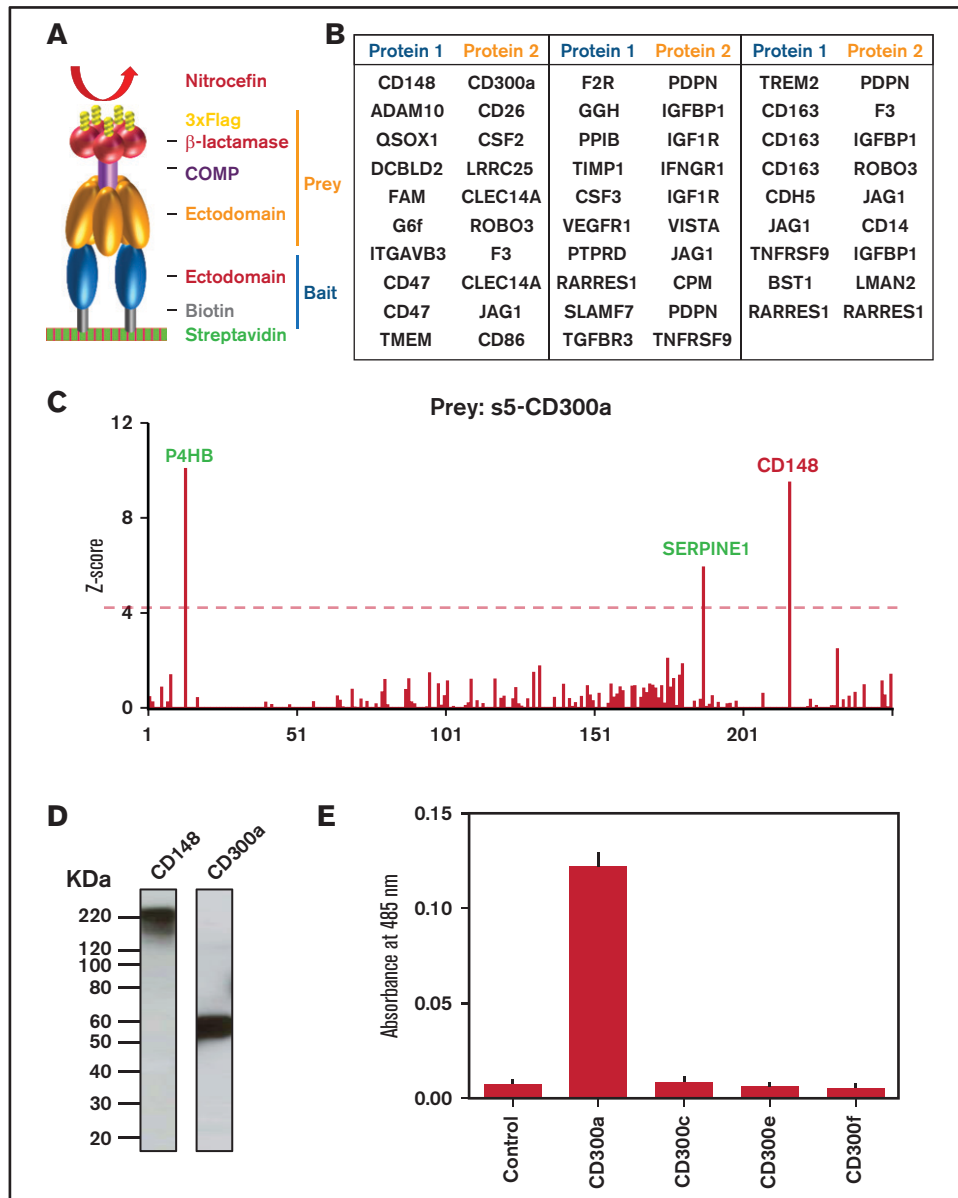 A
Nitrocefin
3xFlag
β-lactamase
COMP
Ectodomain
Prey
Ectodomain
Bait
Biotin
Streptavidin
B
Protein 1 Protein 2 Protein 1 Protein 2 Protein 1 Protein 2
CD148 CD300a F2R PDPN TREM2 PDPN
ADAM10 CD26 GGH IGFBP1 CD163 F3
QSOX1 CSF2 PPIB IGF1R CD163 IGFBP1
DCBLD2 LRRC25 TIMP1 IFNGR1 CD163 ROBO3
FAM CLEC14A CSF3 IGF1R CDH5 JAG1
G6f ROBO3 VEGFR1 VISTA JAG1 CD14
ITGAVB3 F3 PTPRD JAG1 TNFRSF9 IGFBP1
CD47 CLEC14A RARRES1 CPM BST1 LMAN2
CD47 JAG1 SLAMF7 PDPN RARRES1 RARRES1
TMEM CD86 TGFBR3 TNFRSF9
C
Prey: s5-CD300a
12
8
4
0
Z-score
P4HB
SERPINE1
CD148
1 51 101 151 201
D
CD148 CD300a
KDa
220
120
100
80
60
50
40
30
20
E
Absorbance at 485 nm
0.15
0.10
0.05
0.00
Control CD300a CD300c CD300e CD300f